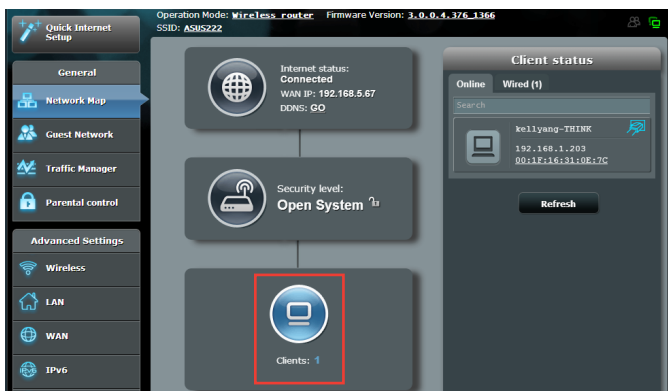 Operation Mode: Wireless router Firmware Version: 3.0.0.4.376_1366
SSID: ASUS222
Quick Internet
Setup
General
Network Map
Guest Network
Traffic Manager
Parental control
Advanced Settings
Wireless
LAN
WAN
IPv6
Internet status:
Connected
WAN IP: 192.168.5.67
DDNS: GO
Security level:
Open System
Clients: 1
Client status
Online Wired (1)
Search
kellyang-THINK
192.168.1.203
00:1F:16:31:0E:7C
Refresh